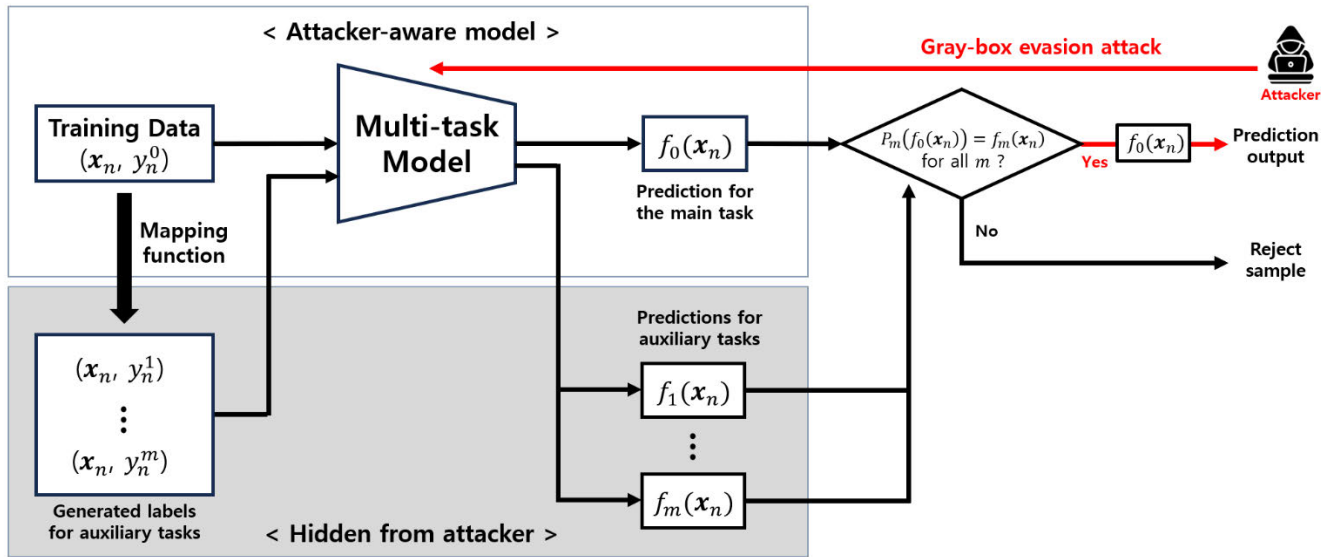 < Attacker-aware model >
Gray-box evasion attack
Attacker
Training Data
(𝒙ₙ, yₙ⁰)
Multi-task
Model
f₀(𝒙ₙ)
Prediction for
the main task
Pₘ(f₀(𝒙ₙ)) = fₘ(𝒙ₙ)
for all m ?
Yes
f₀(𝒙ₙ)
Prediction
output
No
Reject
sample
Mapping
function
(𝒙ₙ, yₙ¹)
⋮
(𝒙ₙ, yₙᵐ)
Generated labels
for auxiliary tasks
Predictions for
auxiliary tasks
f₁(𝒙ₙ)
⋮
fₘ(𝒙ₙ)
< Hidden from attacker >